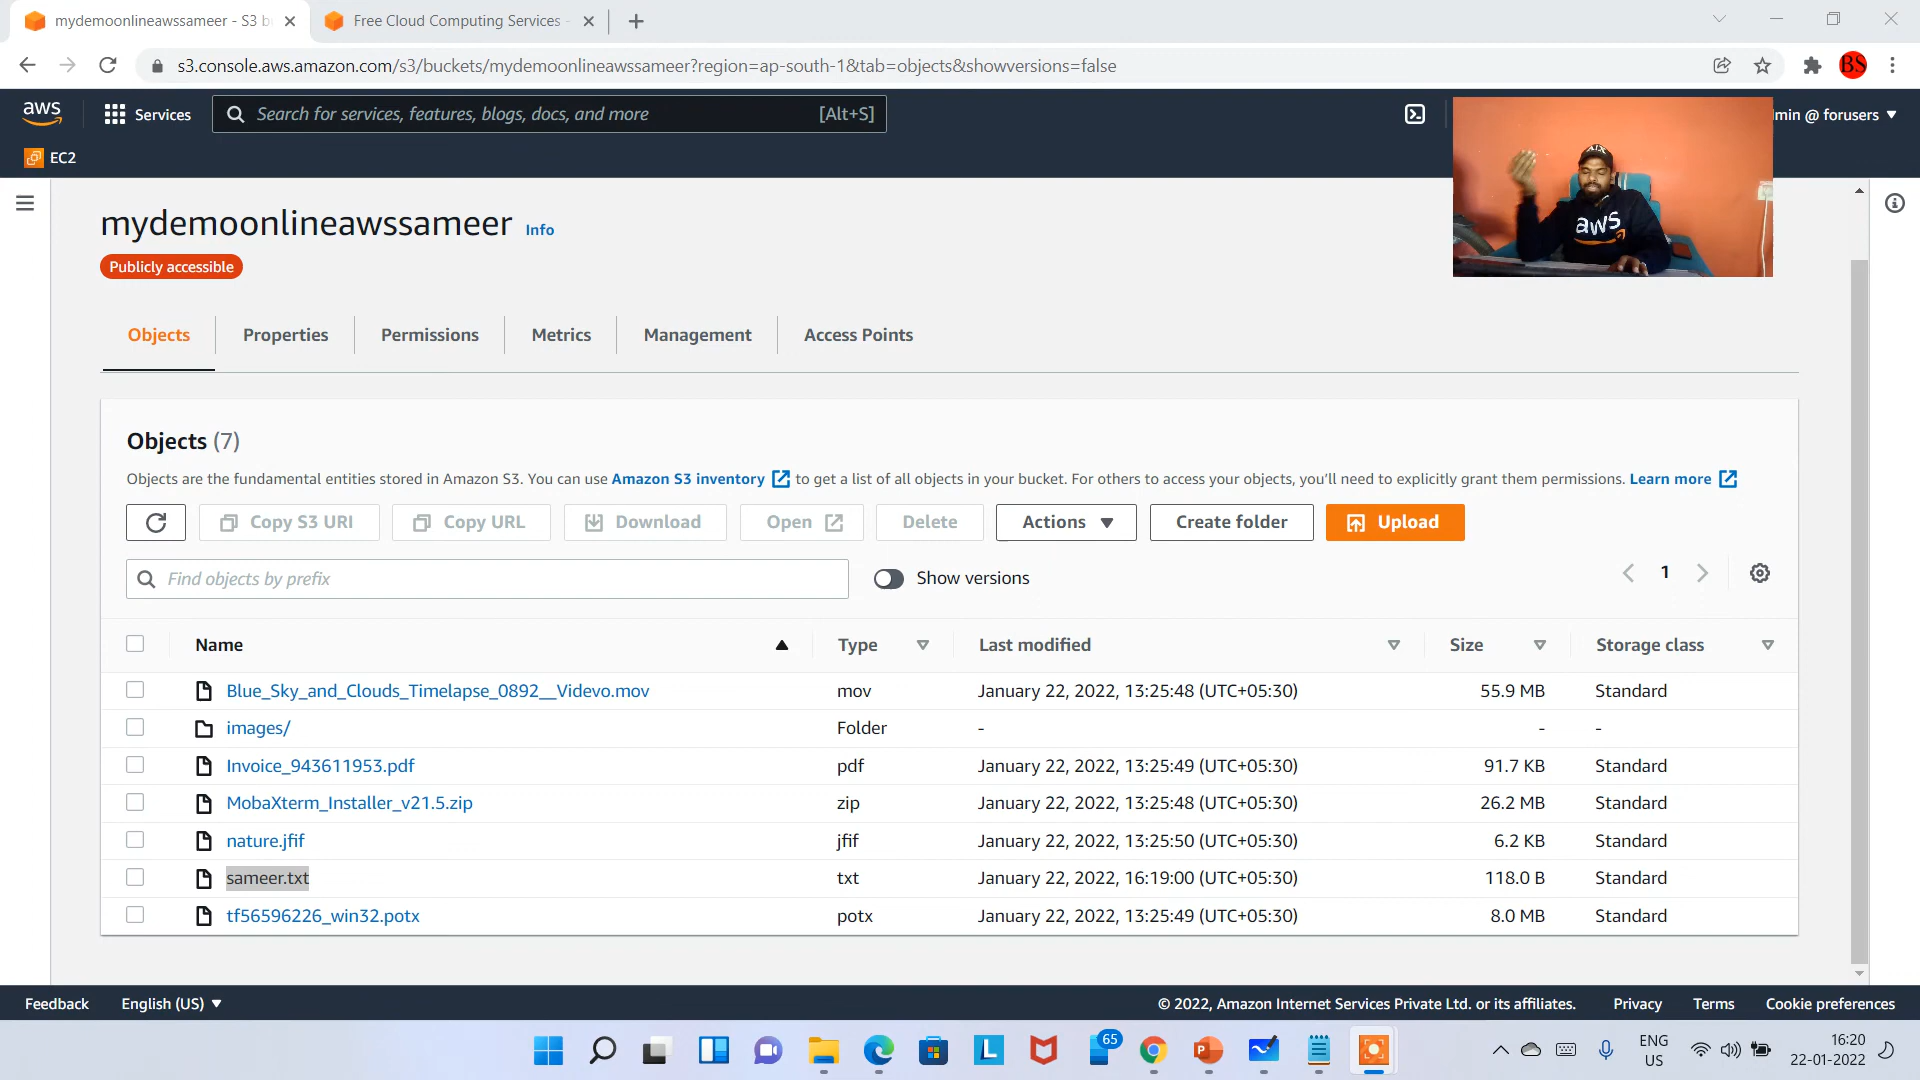 mydemoonlineawssameer - S3 b
Free Cloud Computing Services -
s3.console.aws.amazon.com/s3/buckets/mydemoonlineawssameer?region=ap-south-1&tab=objects&showversions=false
BS
aws
Services
Search for services, features, blogs, docs, and more
[Alt+S]
min @ forusers
EC2
aws
mydemoonlineawssameer Info
Publicly accessible
Objects
Properties
Permissions
Metrics
Management
Access Points
Objects (7)
Objects are the fundamental entities stored in Amazon S3. You can use Amazon S3 inventory to get a list of all objects in your bucket. For others to access your objects, you'll need to explicitly grant them permissions. Learn more
Copy S3 URI
Copy URL
Download
Open
Delete
Actions
Create folder
Upload
Find objects by prefix
Show versions
1
Name Type Last modified Size Storage class
Blue_Sky_and_Clouds_Timelapse_0892__Videvo.mov mov January 22, 2022, 13:25:48 (UTC+05:30) 55.9 MB Standard
images/ Folder - - -
Invoice_943611953.pdf pdf January 22, 2022, 13:25:49 (UTC+05:30) 91.7 KB Standard
MobaXterm_Installer_v21.5.zip zip January 22, 2022, 13:25:48 (UTC+05:30) 26.2 MB Standard
nature.jfif jfif January 22, 2022, 13:25:50 (UTC+05:30) 6.2 KB Standard
sameer.txt txt January 22, 2022, 16:19:00 (UTC+05:30) 118.0 B Standard
tf56596226_win32.potx potx January 22, 2022, 13:25:49 (UTC+05:30) 8.0 MB Standard
Feedback
English (US)
© 2022, Amazon Internet Services Private Ltd. or its affiliates.
Privacy
Terms
Cookie preferences
L
65
P
ENG
US
16:20
22-01-2022